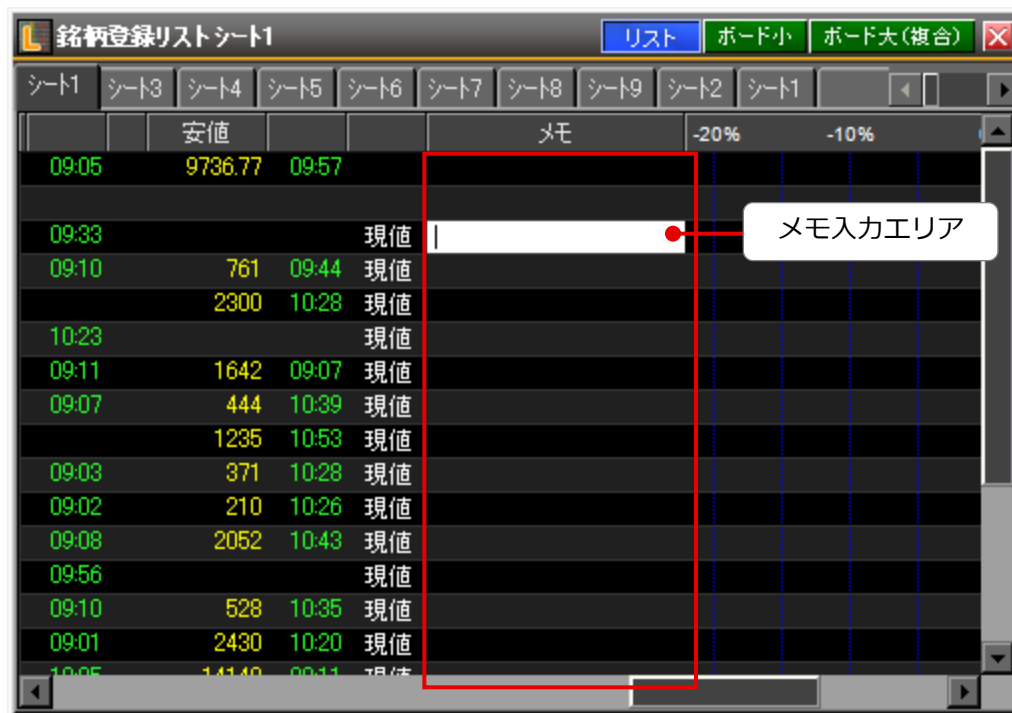 L 銘柄登録リストシート1 リスト ボード小 ボード大(複合)
シート1 シート3 シート4 シート5 シート6 シート7 シート8 シート9 シート2 シート1
安値 メモ -20% -10%
09:05 9736.77 09:57
メモ入力エリア
09:33 現値
09:10 761 09:44 現値
2300 10:28 現値
10:23 現値
09:11 1642 09:07 現値
09:07 444 10:39 現値
1235 10:53 現値
09:03 371 10:28 現値
09:02 210 10:26 現値
09:08 2052 10:43 現値
09:56 現値
09:10 528 10:35 現値
09:01 2430 10:20 現値